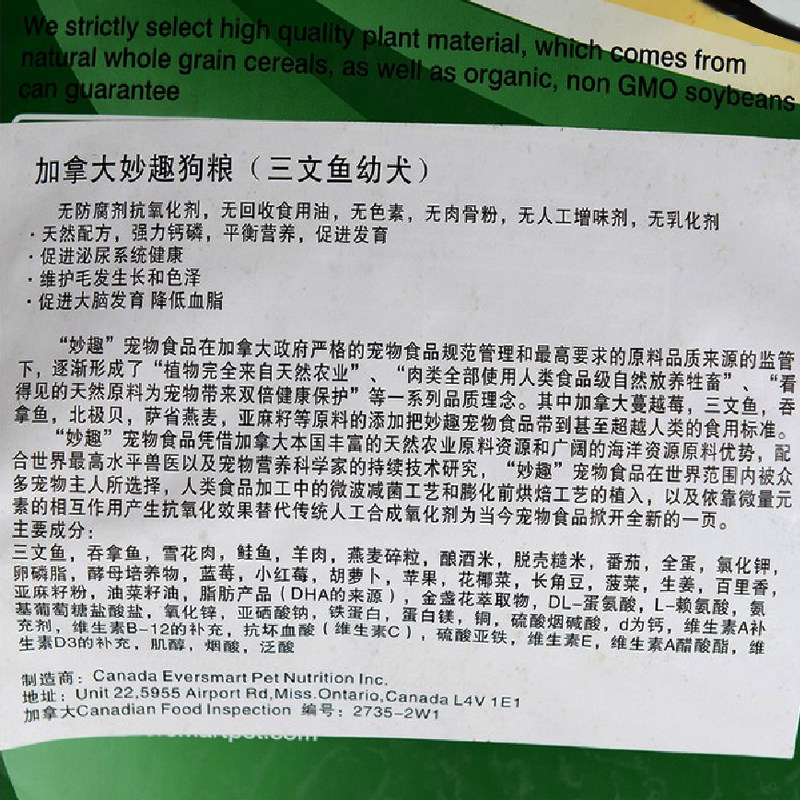 We strictly select high quality plant material, which comes from
natural whole grain cereals, as well as organic, non GMO soybeans
can guarantee
加拿大妙趣狗粮（三文鱼幼犬）
无防腐剂抗氧化剂，无回收食用油，无色素，无肉骨粉，无人工增味剂，无乳化剂
·天然配方，强力钙磷，平衡营养，促进发育
·促进泌尿系统健康
·维护毛发生长和色泽
·促进大脑发育 降低血脂
“妙趣”宠物食品在加拿大政府严格的宠物食品规范管理和最高要求的原料品质来源的监管
下，逐渐形成了“植物完全来自天然农业”、“肉类全部使用人类食品级自然放养牲畜”、“看
得见的天然原料为宠物带来双倍健康保护”等一系列品质理念。其中加拿大蔓越莓，三文鱼，吞
拿鱼，北极贝，萨省燕麦，亚麻籽等原料的添加把妙趣宠物食品带到甚至超越人类的食用标准。
“妙趣”宠物食品凭借加拿大本国丰富的天然农业原料资源和广阔的海洋资源原料优势，配
合世界最高水平兽医以及宠物营养科学家的持续技术研究，“妙趣”宠物食品在世界范围内被众
多宠物主人所选择，人类食品加工中的微波减菌工艺和膨化前烘焙工艺的植入，以及依靠微量元
素的相互作用产生抗氧化效果替代传统人工合成氧化剂为当今宠物食品掀开全新的一页。
主要成分：
三文鱼，吞拿鱼，雪花肉，鲑鱼，羊肉，燕麦碎粒，酿酒米，脱壳糙米，番茄，全蛋，氯化钾，
卵磷脂，酵母培养物，蓝莓，小红莓，胡萝卜，苹果，花椰菜，长角豆，菠菜，生姜，百里香，
亚麻籽粉，油菜籽油，脂肪产品（DHA的来源），金盏花萃取物，DL-蛋氨酸，L-赖氨酸，氨
基葡萄糖盐酸盐，氧化锌，亚硒酸钠，铁蛋白，蛋白镁，铜，硫酸烟碱酸，d为钙，维生素A补
充剂，维生素B-12的补充，抗坏血酸（维生素C），硫酸亚铁，维生素E，维生素A醋酸酯，维
生素D3的补充，肌醇，烟酸，泛酸
制造商：Canada Eversmart Pet Nutrition Inc.
地址：Unit 22,5955 Airport Rd,Miss.Ontario,Canada L4V 1E1
加拿大Canadian Food Inspection 编号：2735-2W1